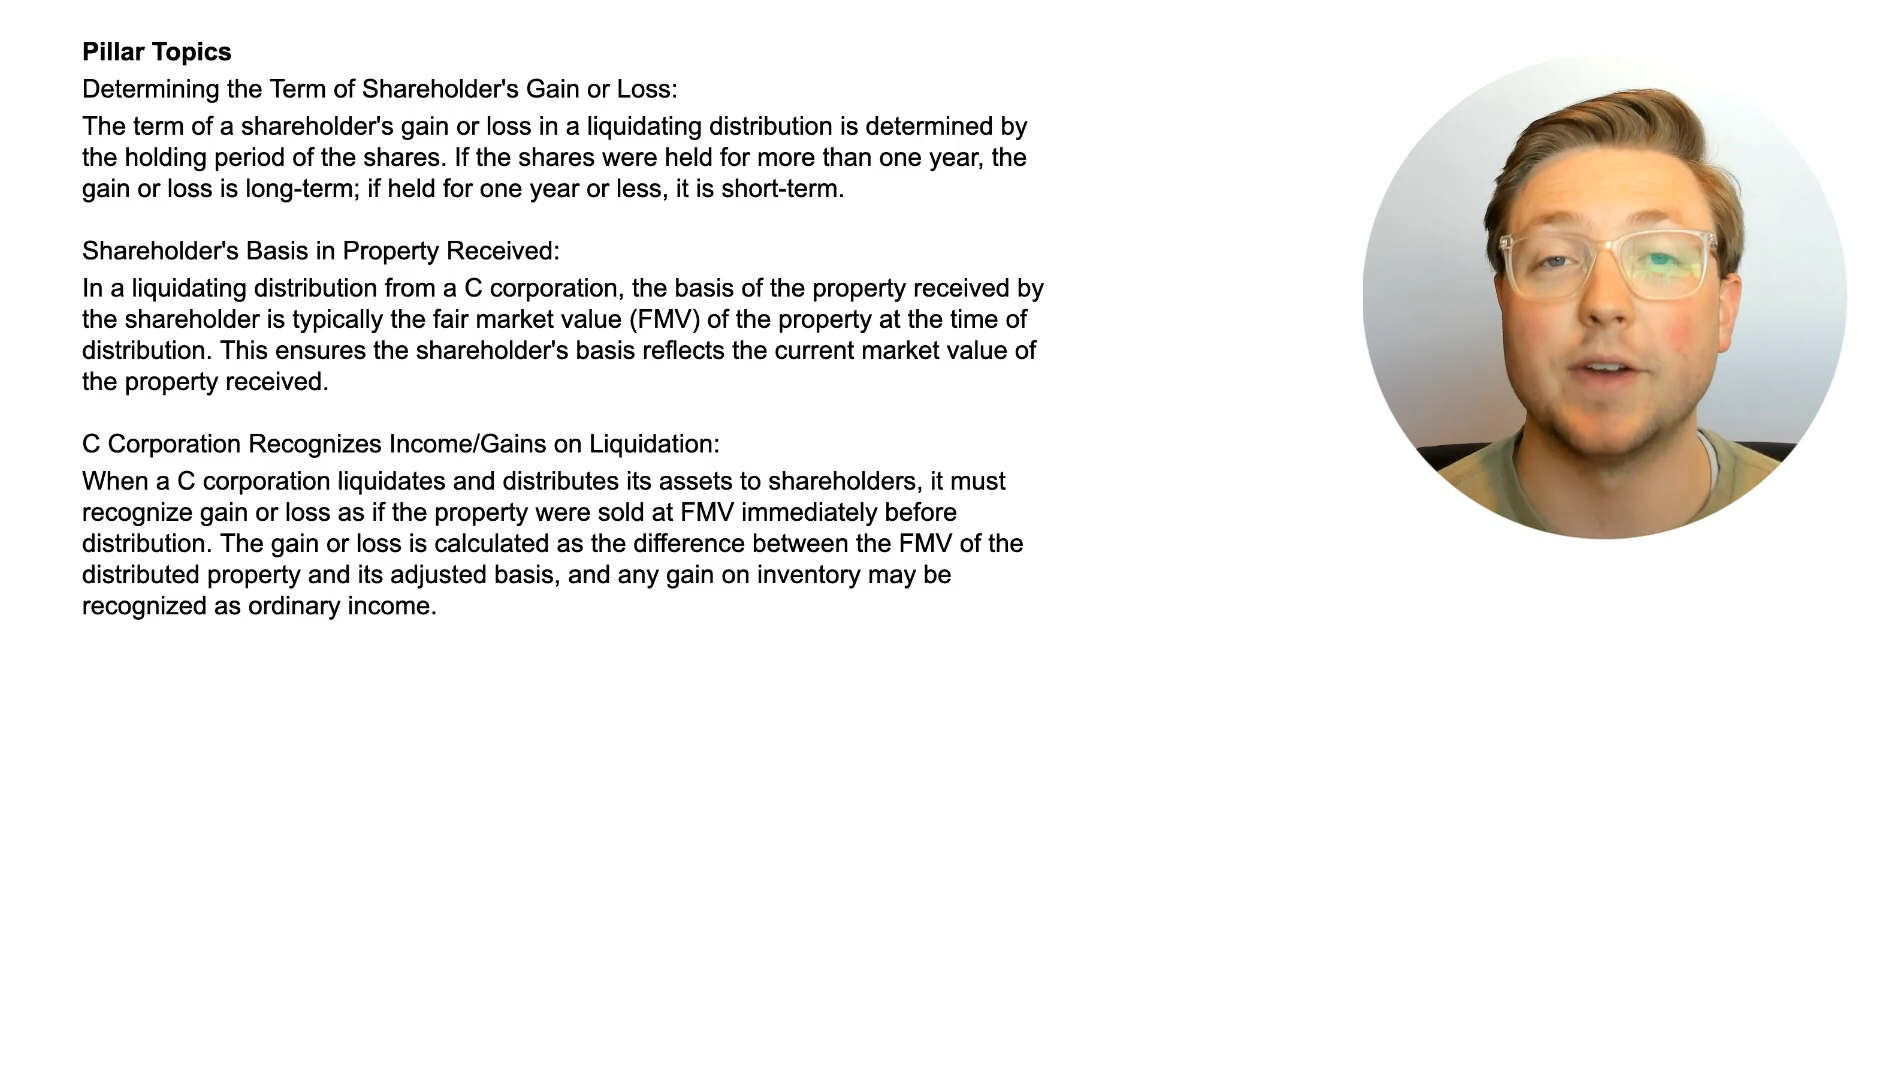 Pillar Topics
Determining the Term of Shareholder's Gain or Loss:
The term of a shareholder's gain or loss in a liquidating distribution is determined by
the holding period of the shares. If the shares were held for more than one year, the
gain or loss is long-term; if held for one year or less, it is short-term.
Shareholder's Basis in Property Received:
In a liquidating distribution from a C corporation, the basis of the property received by
the shareholder is typically the fair market value (FMV) of the property at the time of
distribution. This ensures the shareholder's basis reflects the current market value of
the property received.
C Corporation Recognizes Income/Gains on Liquidation:
When a C corporation liquidates and distributes its assets to shareholders, it must
recognize gain or loss as if the property were sold at FMV immediately before
distribution. The gain or loss is calculated as the difference between the FMV of the
distributed property and its adjusted basis, and any gain on inventory may be
recognized as ordinary income.